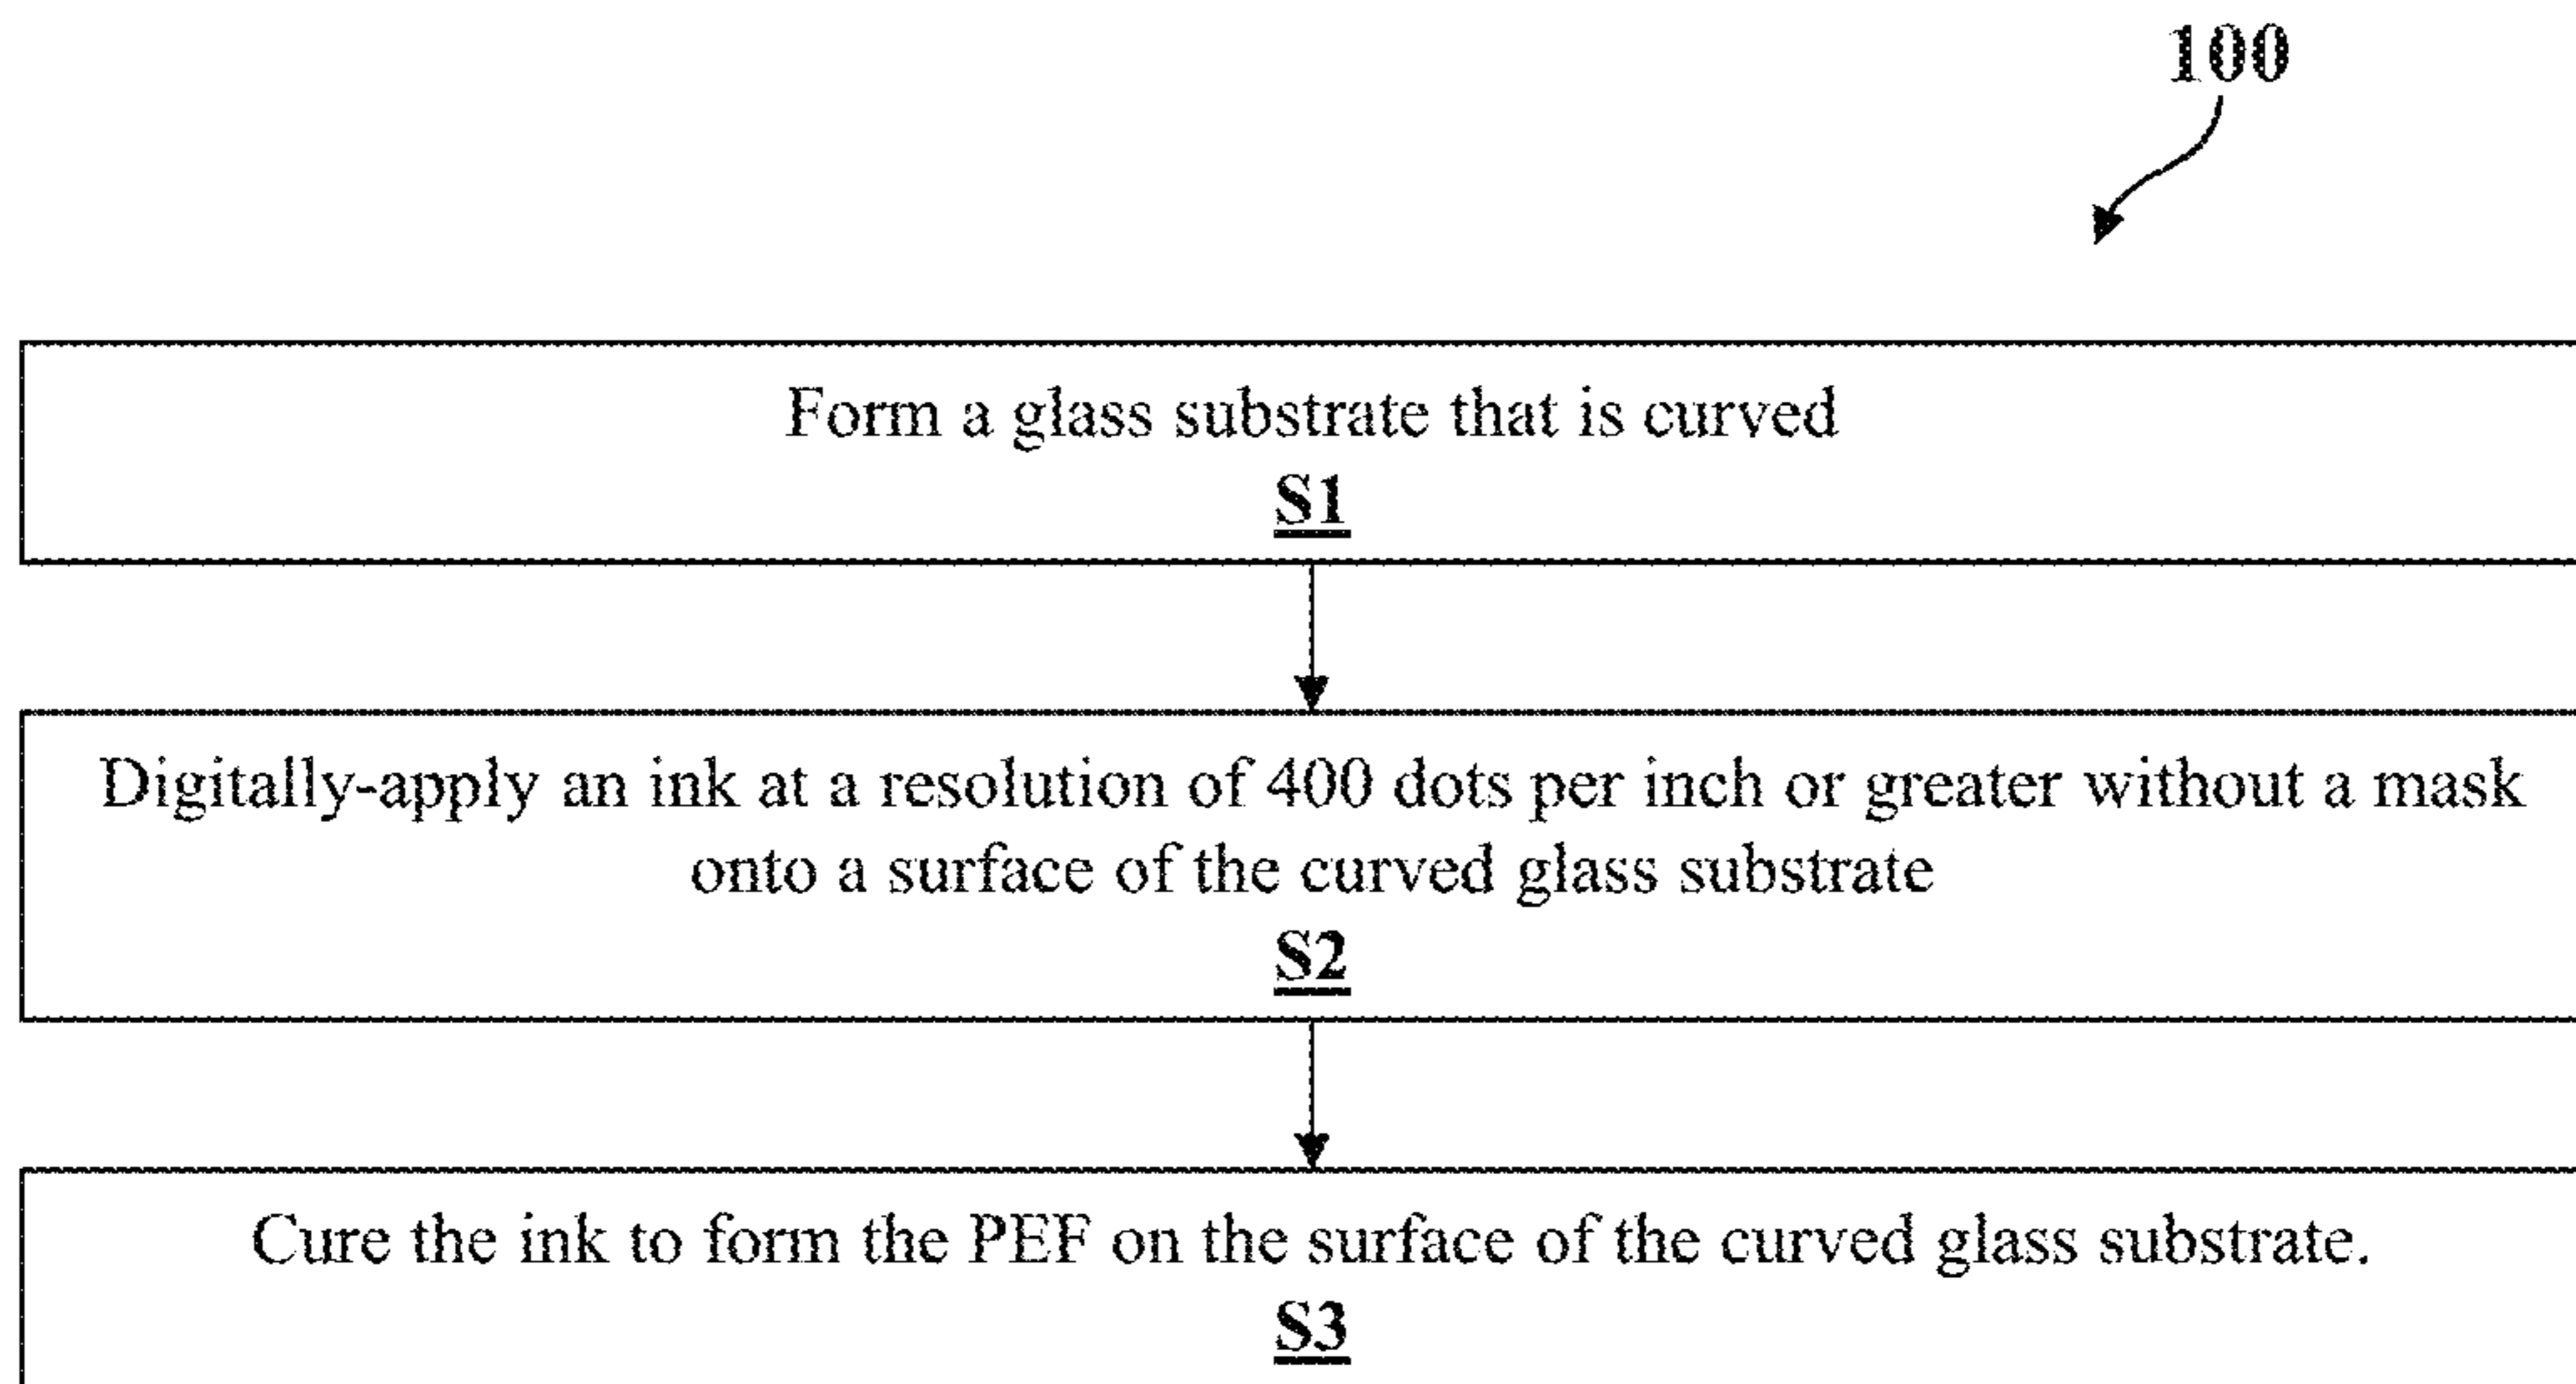 100
Form a glass substrate that is curved
S1
Digitally-apply an ink at a resolution of 400 dots per inch or greater without a mask
onto a surface of the curved glass substrate
S2
Cure the ink to form the PEF on the surface of the curved glass substrate.
S3